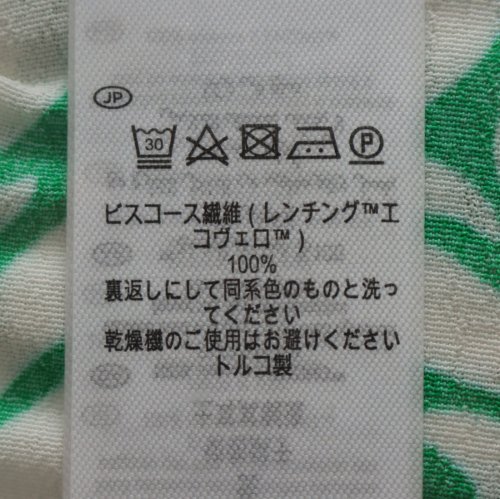 JP
30 P
ビスコース繊維 ( レンチング™エ
コヴェロ™ )
100%
裏返しにして同系色のものと洗っ
てください
乾燥機のご使用はお避けください
トルコ製